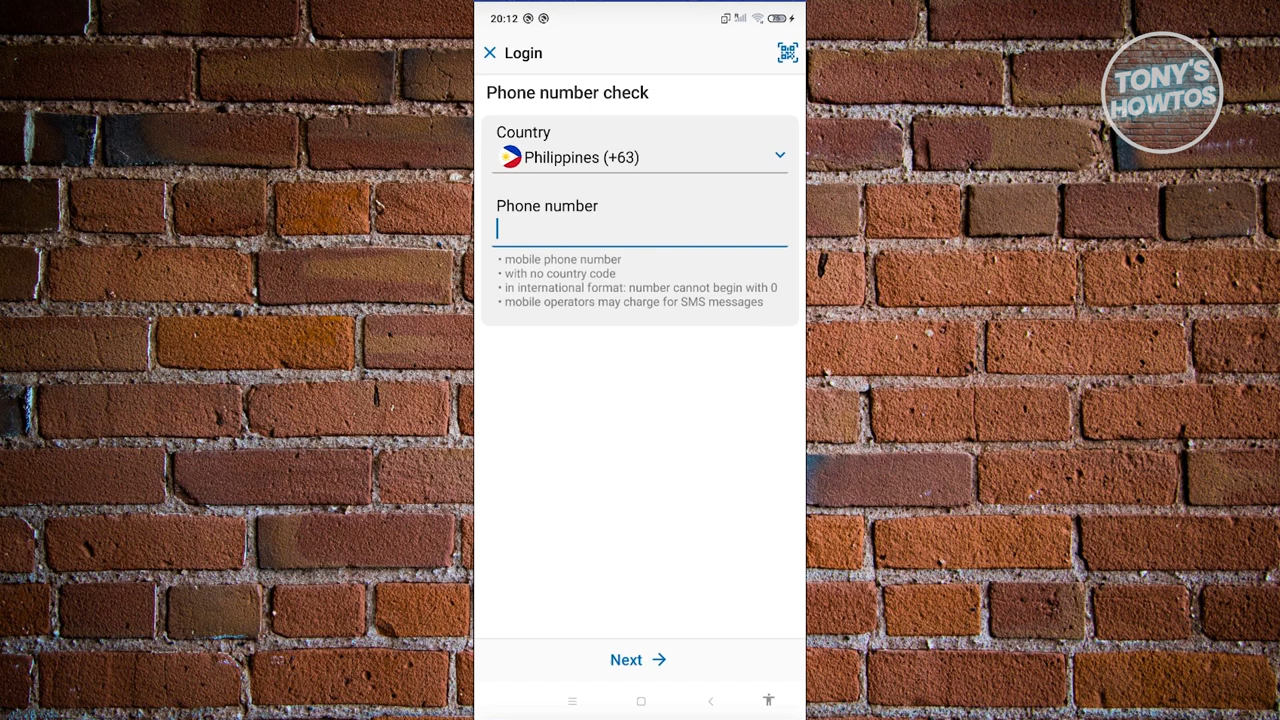 20:12
Login
Phone number check
Country
Philippines (+63)
Phone number
• mobile phone number
• with no country code
• in international format: number cannot begin with 0
• mobile operators may charge for SMS messages
Next
TONY'S
HOWTOS